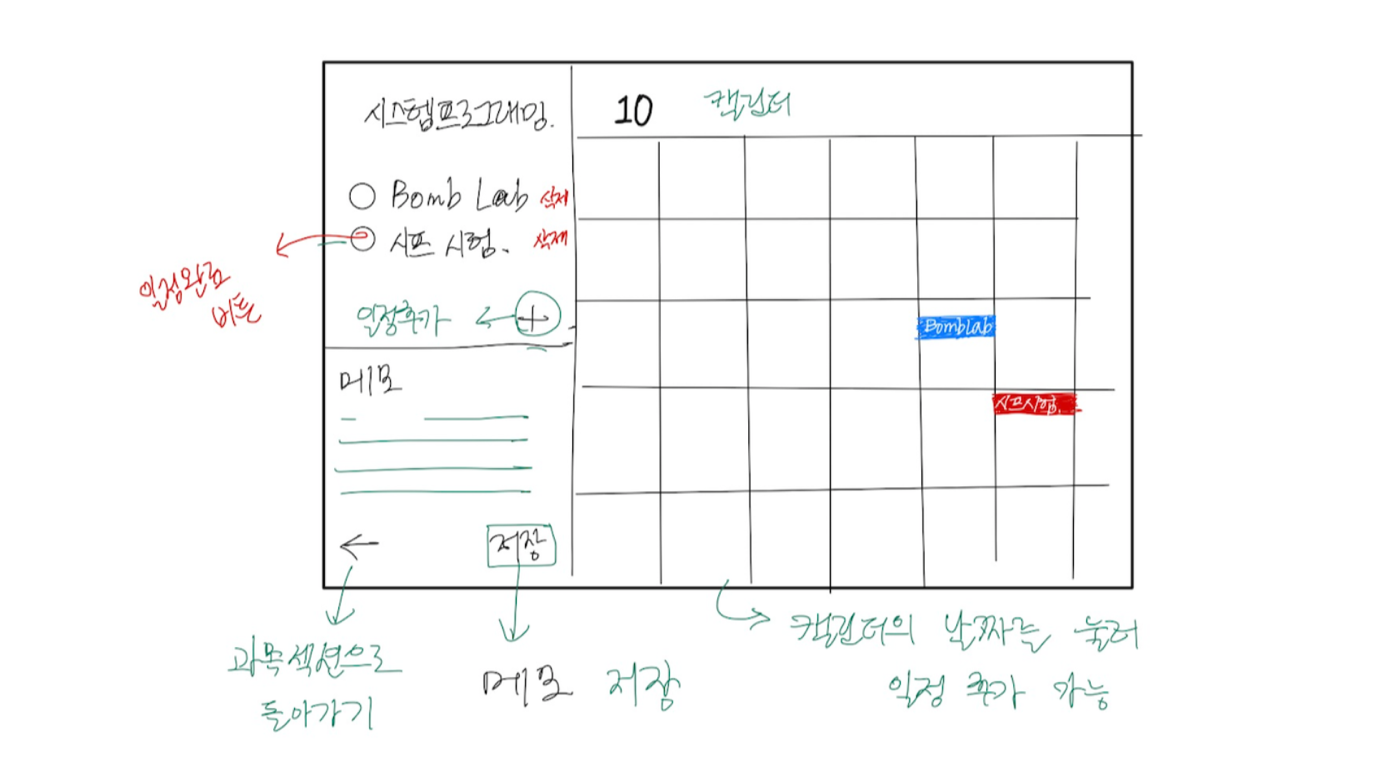 시스템프로그래밍.
10 캘린더
Bomb Lab 삭제
시프 시험. 삭제
일정완료
버튼
일정추가
Bomb Lab
메모
시프시험.
저장
과목섹션으로
돌아가기
메모 저장
캘린더의 날짜를 눌러
일정 추가 가능